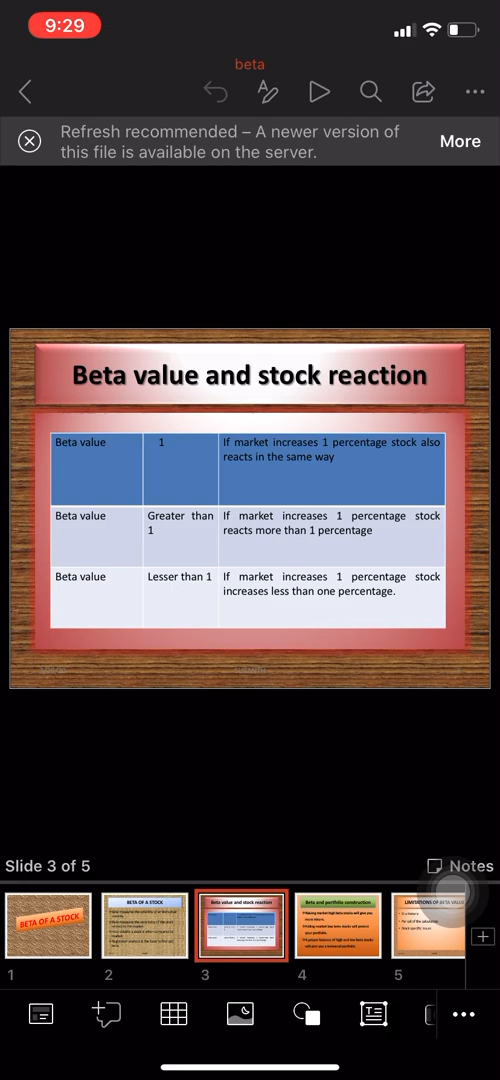 9:29
beta
Refresh recommended – A newer version of
this file is available on the server.
More
Beta value and stock reaction
Beta value
1
If market increases 1 percentage stock also
reacts in the same way
Beta value
Greater than
1
If market increases 1 percentage stock
reacts more than 1 percentage
Beta value
Lesser than 1
If market increases 1 percentage stock
increases less than one percentage.
Slide 3 of 5
Notes
BETA OF A STOCK
BETA OF A STOCK
Beta value and stock reaction
Beta and portfolio construction
LIMITATIONS OF BETA VALUE
1
2
3
4
5